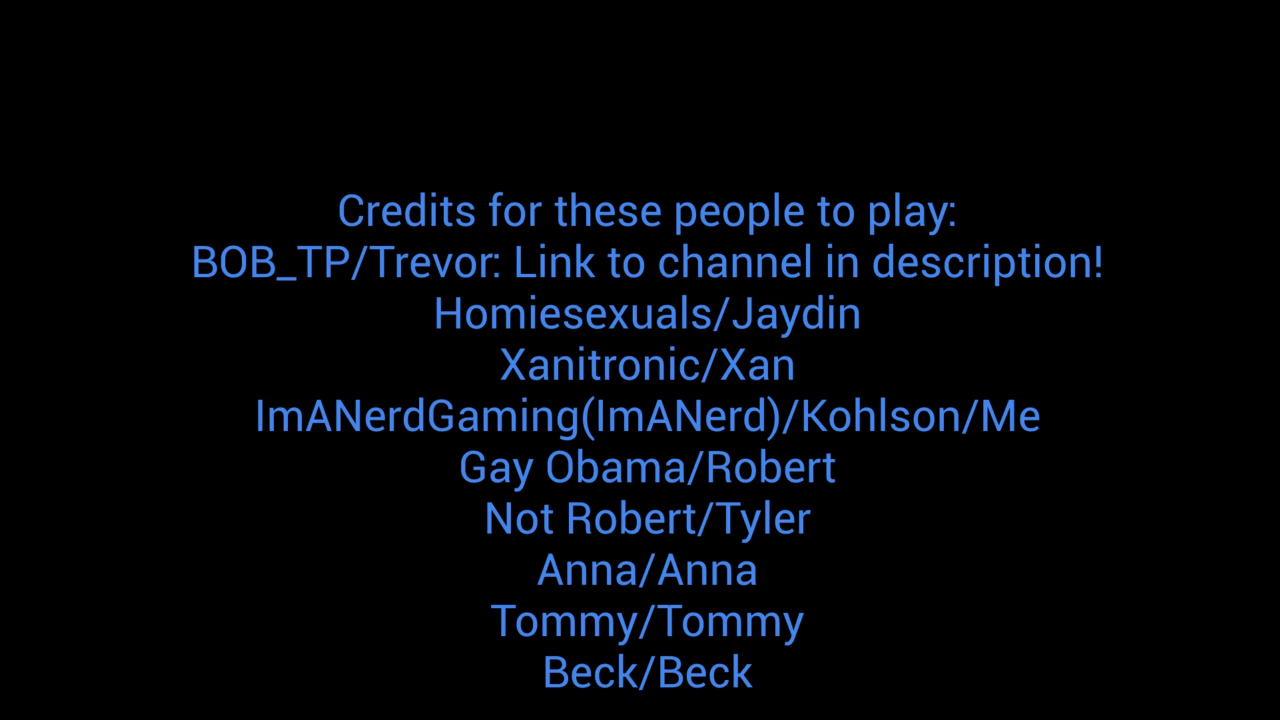 Credits for these people to play:
BOB_TP/Trevor: Link to channel in description!
Homiesexuals/Jaydin
Xanitronic/Xan
ImANerdGaming(ImANerd)/Kohlson/Me
Gay Obama/Robert
Not Robert/Tyler
Anna/Anna
Tommy/Tommy
Beck/Beck